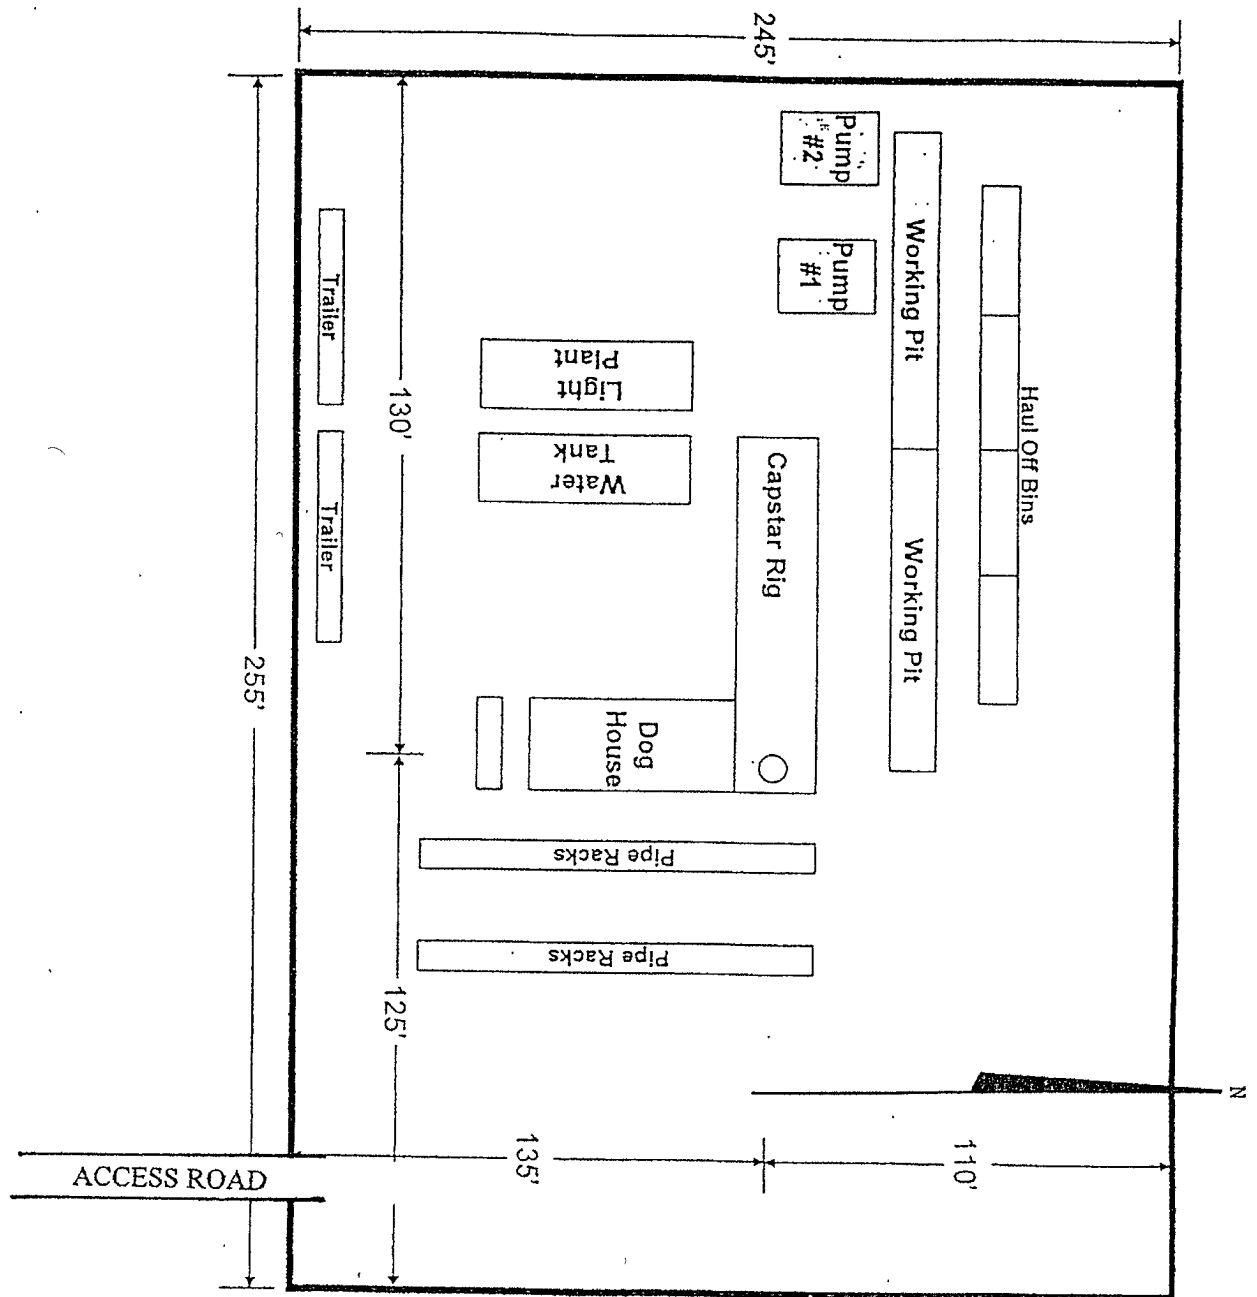 245'
Pump
#2
Pump
#1
Working Pit
Working Pit
Haul Off Bins
Trailer
Trailer
130'
Light
Plant
Water
Tank
Capstar Rig
255'
Dog
House
Pipe Racks
Pipe Racks
125'
N
135'
110'
ACCESS ROAD